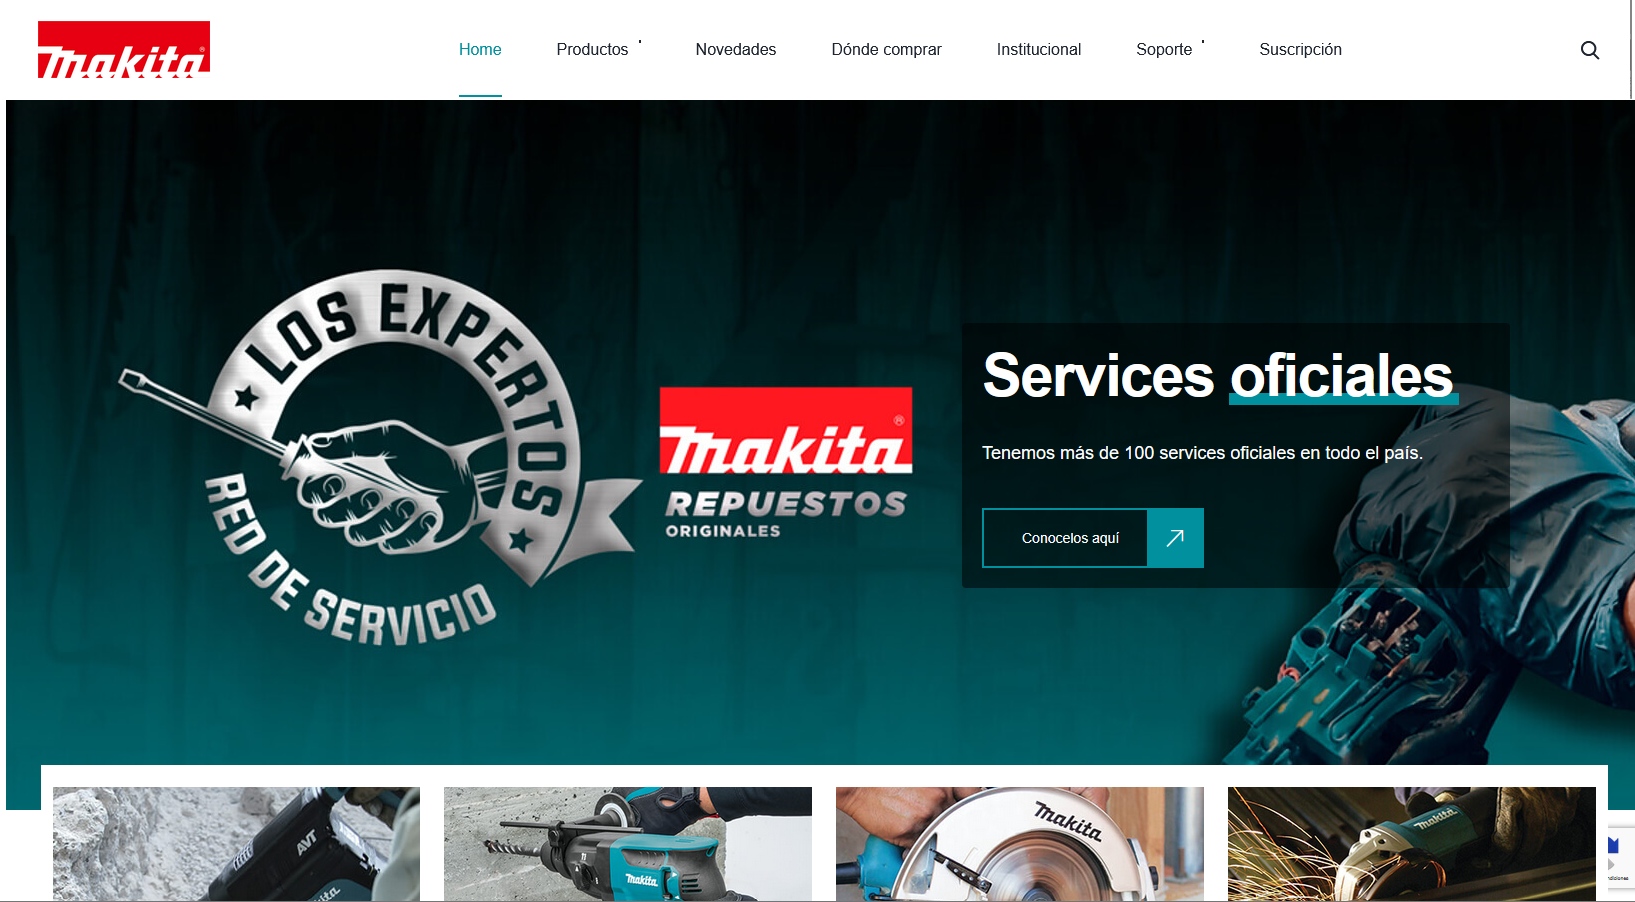 makita
Home
Productos
Novedades
Dónde comprar
Institucional
Soporte
Suscripción
LOS EXPERTOS
RED DE SERVICIO
makita
REPUESTOS
ORIGINALES
Services oficiales
Tenemos más de 100 services oficiales en todo el país.
Conocelos aquí
AVT
makita
makita
makita
makita